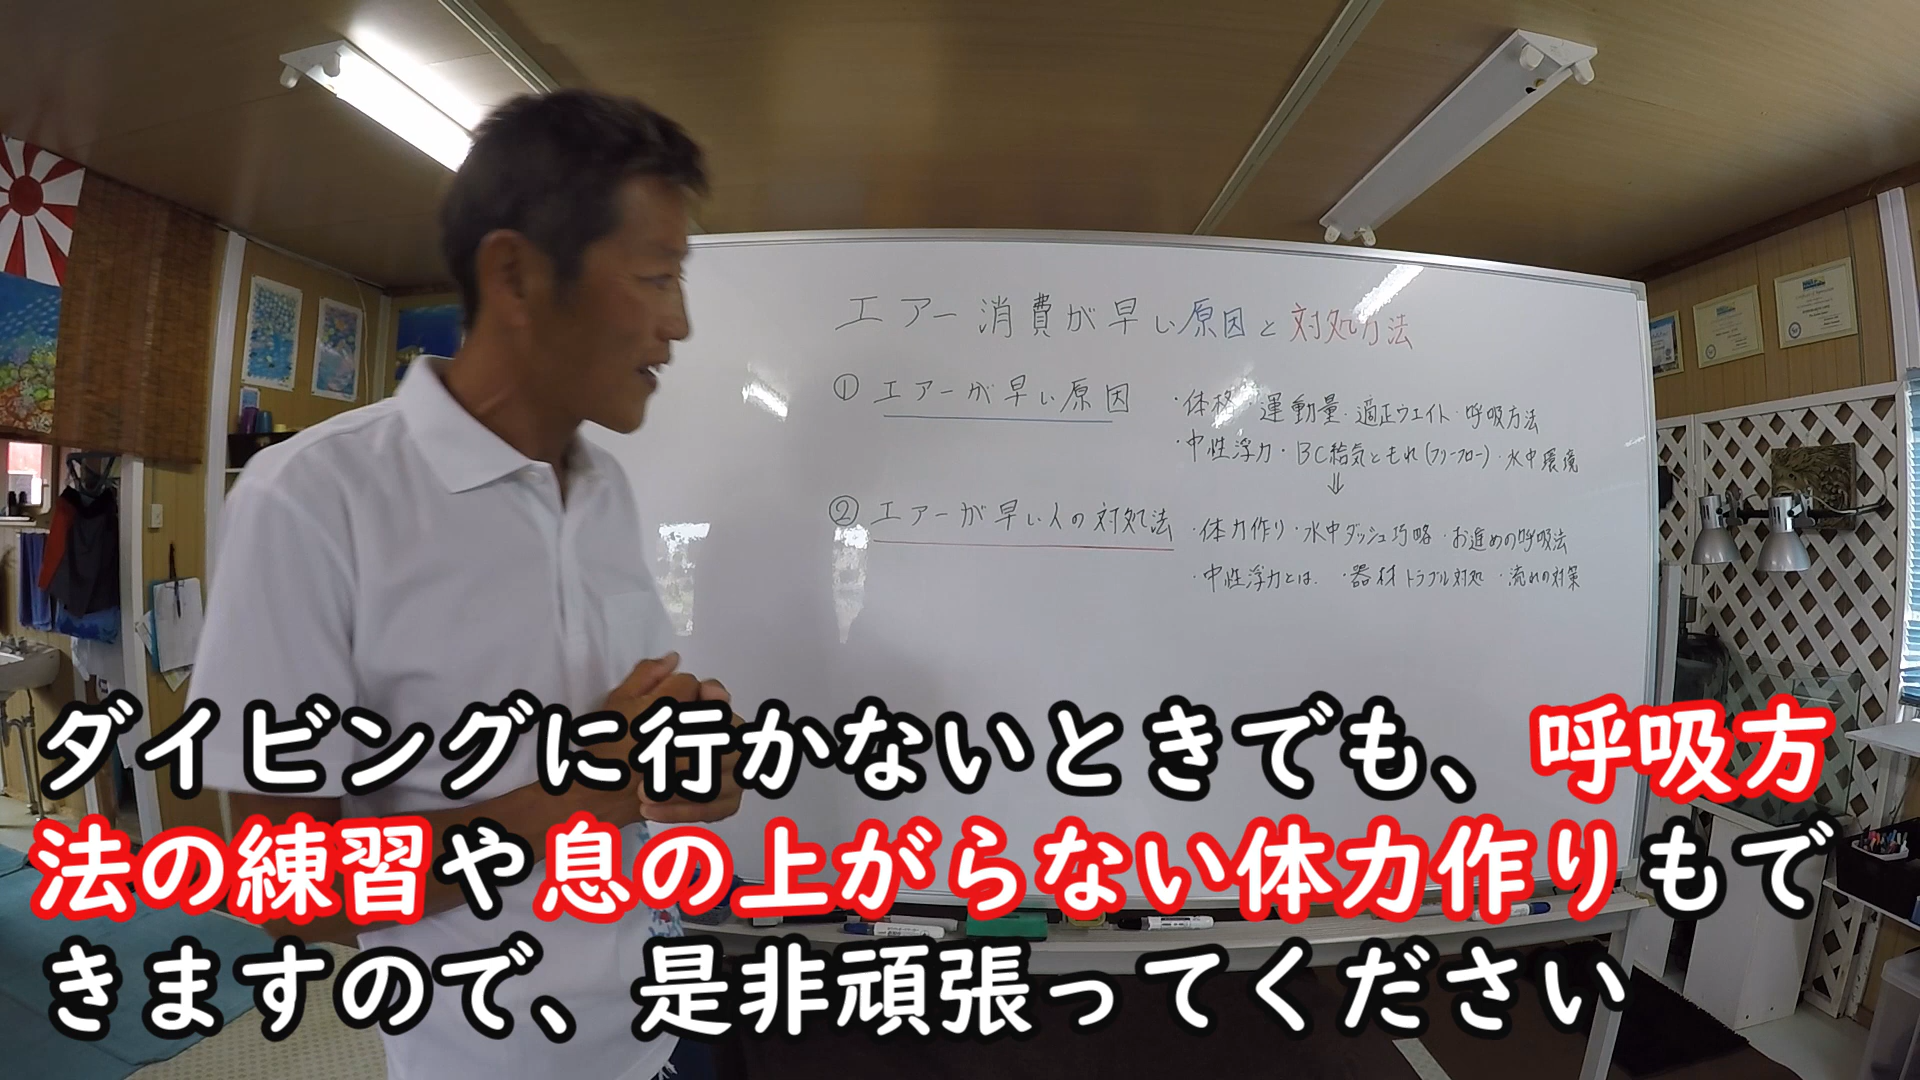 エアー消費が早い原因と対処方法
① エアーが早い原因 ・体格 運動量・適正ウエイト・呼吸方法
・中性浮力・BC給気ともれ(フリーフロー)・水中環境
⇓
② エアーが早い人の対処法 ・体力作り・水中ダッシュ巧略・お進めの呼吸法
・中性浮力とは、・器材トラブル対処・流れの対策
ダイビングに行かないときでも、呼吸方
法の練習や息の上がらない体力作りもで
きますので、是非頑張ってください